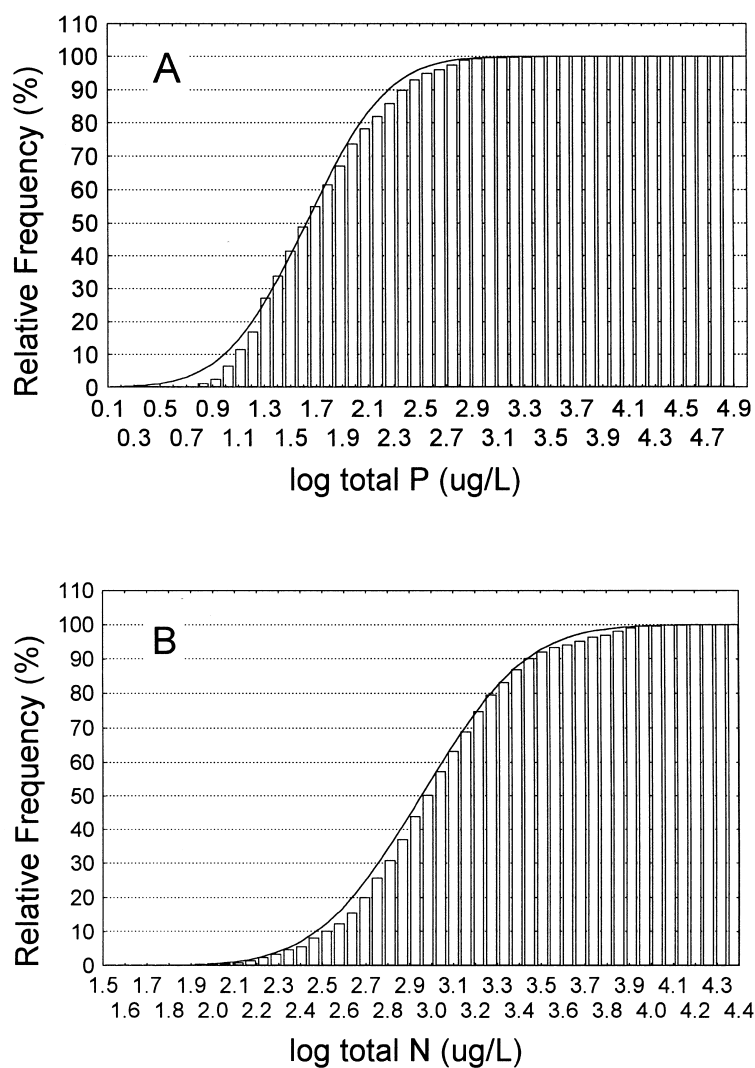 A
Relative Frequency (%)
110
100
90
80
70
60
50
40
30
20
10
0
0.1 0.5 0.9 1.3 1.7 2.1 2.5 2.9 3.3 3.7 4.1 4.5 4.9
0.3 0.7 1.1 1.5 1.9 2.3 2.7 3.1 3.5 3.9 4.3 4.7
log total P (ug/L)
B
Relative Frequency (%)
110
100
90
80
70
60
50
40
30
20
10
0
1.5 1.7 1.9 2.1 2.3 2.5 2.7 2.9 3.1 3.3 3.5 3.7 3.9 4.1 4.3
1.6 1.8 2.0 2.2 2.4 2.6 2.8 3.0 3.2 3.4 3.6 3.8 4.0 4.2 4.4
log total N (ug/L)